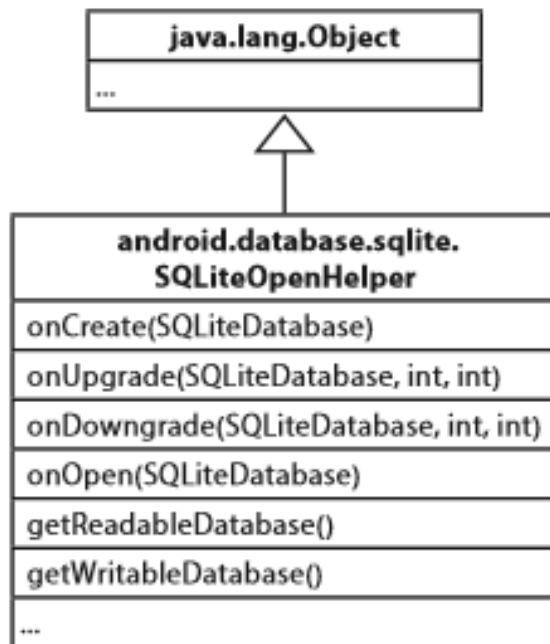 java.lang.Object
...
android.database.sqlite.
SQLiteOpenHelper
onCreate(SQLiteDatabase)
onUpgrade(SQLiteDatabase, int, int)
onDowngrade(SQLiteDatabase, int, int)
onOpen(SQLiteDatabase)
getReadableDatabase()
getWritableDatabase()
...